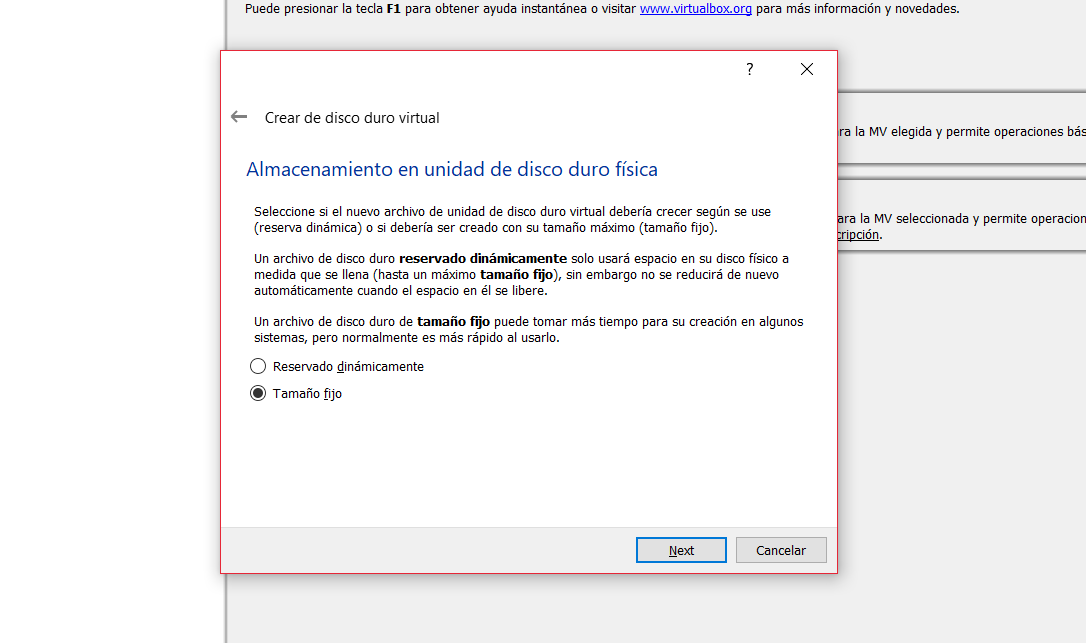 Puede presionar la tecla F1 para obtener ayuda instantánea o visitar www.virtualbox.org para más información y novedades.
?
Crear de disco duro virtual
ra la MV elegida y permite operaciones bás
Almacenamiento en unidad de disco duro física
Seleccione si el nuevo archivo de unidad de disco duro virtual debería crecer según se use
(reserva dinámica) o si debería ser creado con su tamaño máximo (tamaño fijo).
ara la MV seleccionada y permite operacion
cripción.
Un archivo de disco duro reservado dinámicamente solo usará espacio en su disco físico a
medida que se llena (hasta un máximo tamaño fijo), sin embargo no se reducirá de nuevo
automáticamente cuando el espacio en él se libere.
Un archivo de disco duro de tamaño fijo puede tomar más tiempo para su creación en algunos
sistemas, pero normalmente es más rápido al usarlo.
Reservado dinámicamente
Tamaño fijo
Next
Cancelar